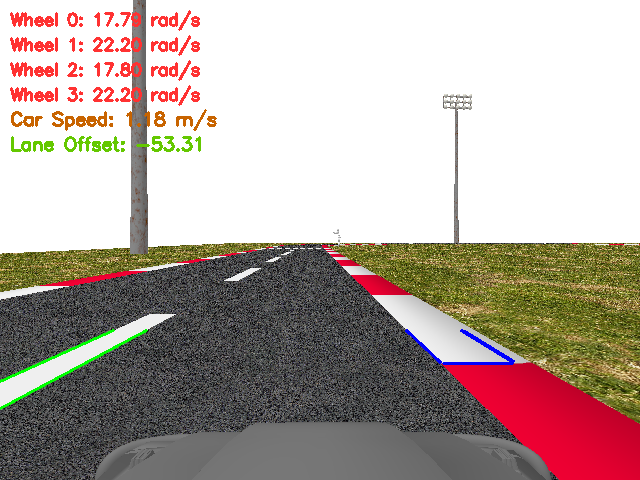 Wheel 0: 17.79 rad/s
Wheel 1: 22.20 rad/s
Wheel 2: 17.80 rad/s
Wheel 3: 22.20 rad/s
Car Speed: 1.18 m/s
Lane Offset: -53.31